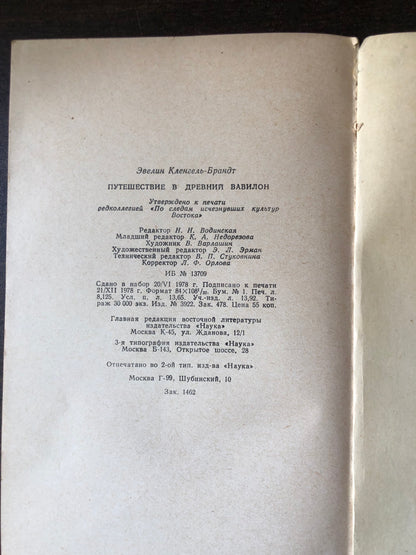 Эвелин Кленгель-Брандт
ПУТЕШЕСТВИЕ В ДРЕВНИЙ ВАВИЛОН
Утверждено к печати
редколлегией «По следам исчезнувших культур
Востока»
Редактор Н. Н. Водинская
Младший редактор К. А. Недорезова
Художник В. Варлашин
Художественный редактор Э. Л. Эрман
Технический редактор В. П. Стуковнина
Корректор Л. Ф. Орлова
ИБ № 13709
Сдано в набор 20/VI 1978 г. Подписано к печати
21/XII 1978 г. Формат 84×108¹/₃₂. Бум. № 1. Печ. л.
8,125. Усл. п. л. 13,65. Уч.-изд. л. 13,92. Ти-
раж 30 000 экз. Изд. № 3922. Зак. 478. Цена 55 коп.
Главная редакция восточной литературы
издательства «Наука»
Москва К-45, ул. Жданова, 12/1
3-я типография издательства «Наука»
Москва Б-143, Открытое шоссе, 28
Отпечатано во 2-ой тип. изд-ва «Наука»
Москва Г-99, Шубинский, 10
Зак. 1462